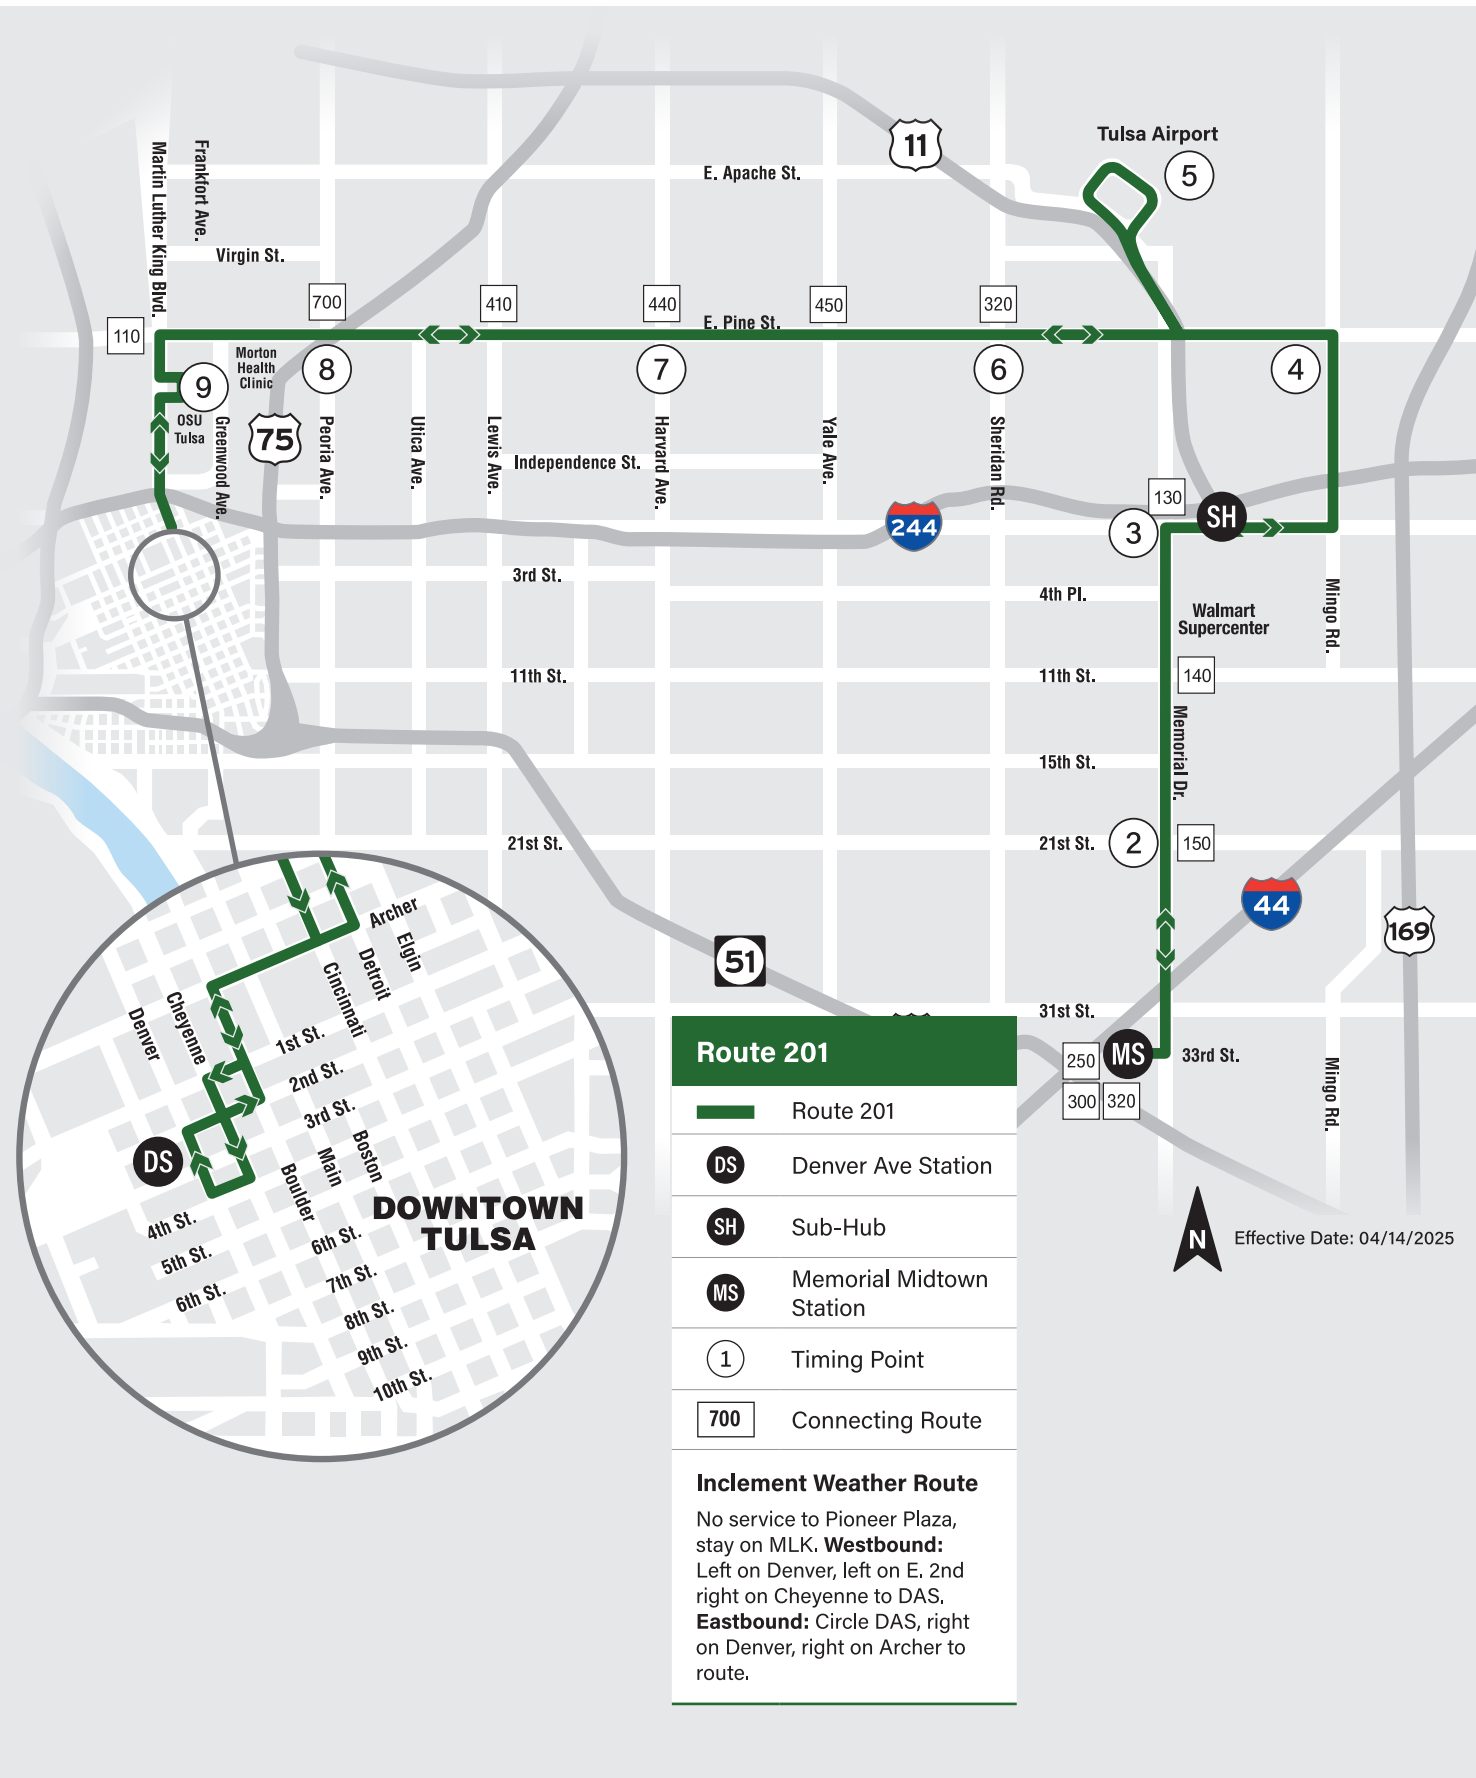 Tulsa Airport
11
5
E. Apache St.
Martin Luther King Blvd.
Frankfort Ave.
Virgin St.
700
410
440
450
320
110
E. Pine St.
Morton
Health
Clinic
9
8
7
6
4
OSU
Tulsa
Greenwood Ave.
75
Peoria Ave.
Utica Ave.
Lewis Ave.
Independence St.
Harvard Ave.
Yale Ave.
Sheridan Rd.
130
SH
3
244
3rd St.
4th Pl.
Walmart
Supercenter
Mingo Rd.
11th St.
11th St.
140
Memorial Dr.
15th St.
21st St.
21st St.
2
150
44
169
51
31st St.
250
MS
33rd St.
300
320
Mingo Rd.
Archer
Elgin
Detroit
Cincinnati
Cheyenne
Denver
1st St.
2nd St.
3rd St.
Boston
Main
Boulder
DS
DOWNTOWN
TULSA
4th St.
5th St.
6th St.
6th St.
7th St.
8th St.
9th St.
10th St.
Route 201
Route 201
DS Denver Ave Station
SH Sub-Hub
MS Memorial Midtown
Station
1 Timing Point
700 Connecting Route
Inclement Weather Route
No service to Pioneer Plaza,
stay on MLK. Westbound:
Left on Denver, left on E. 2nd
right on Cheyenne to DAS.
Eastbound: Circle DAS, right
on Denver, right on Archer to
route.
N
Effective Date: 04/14/2025